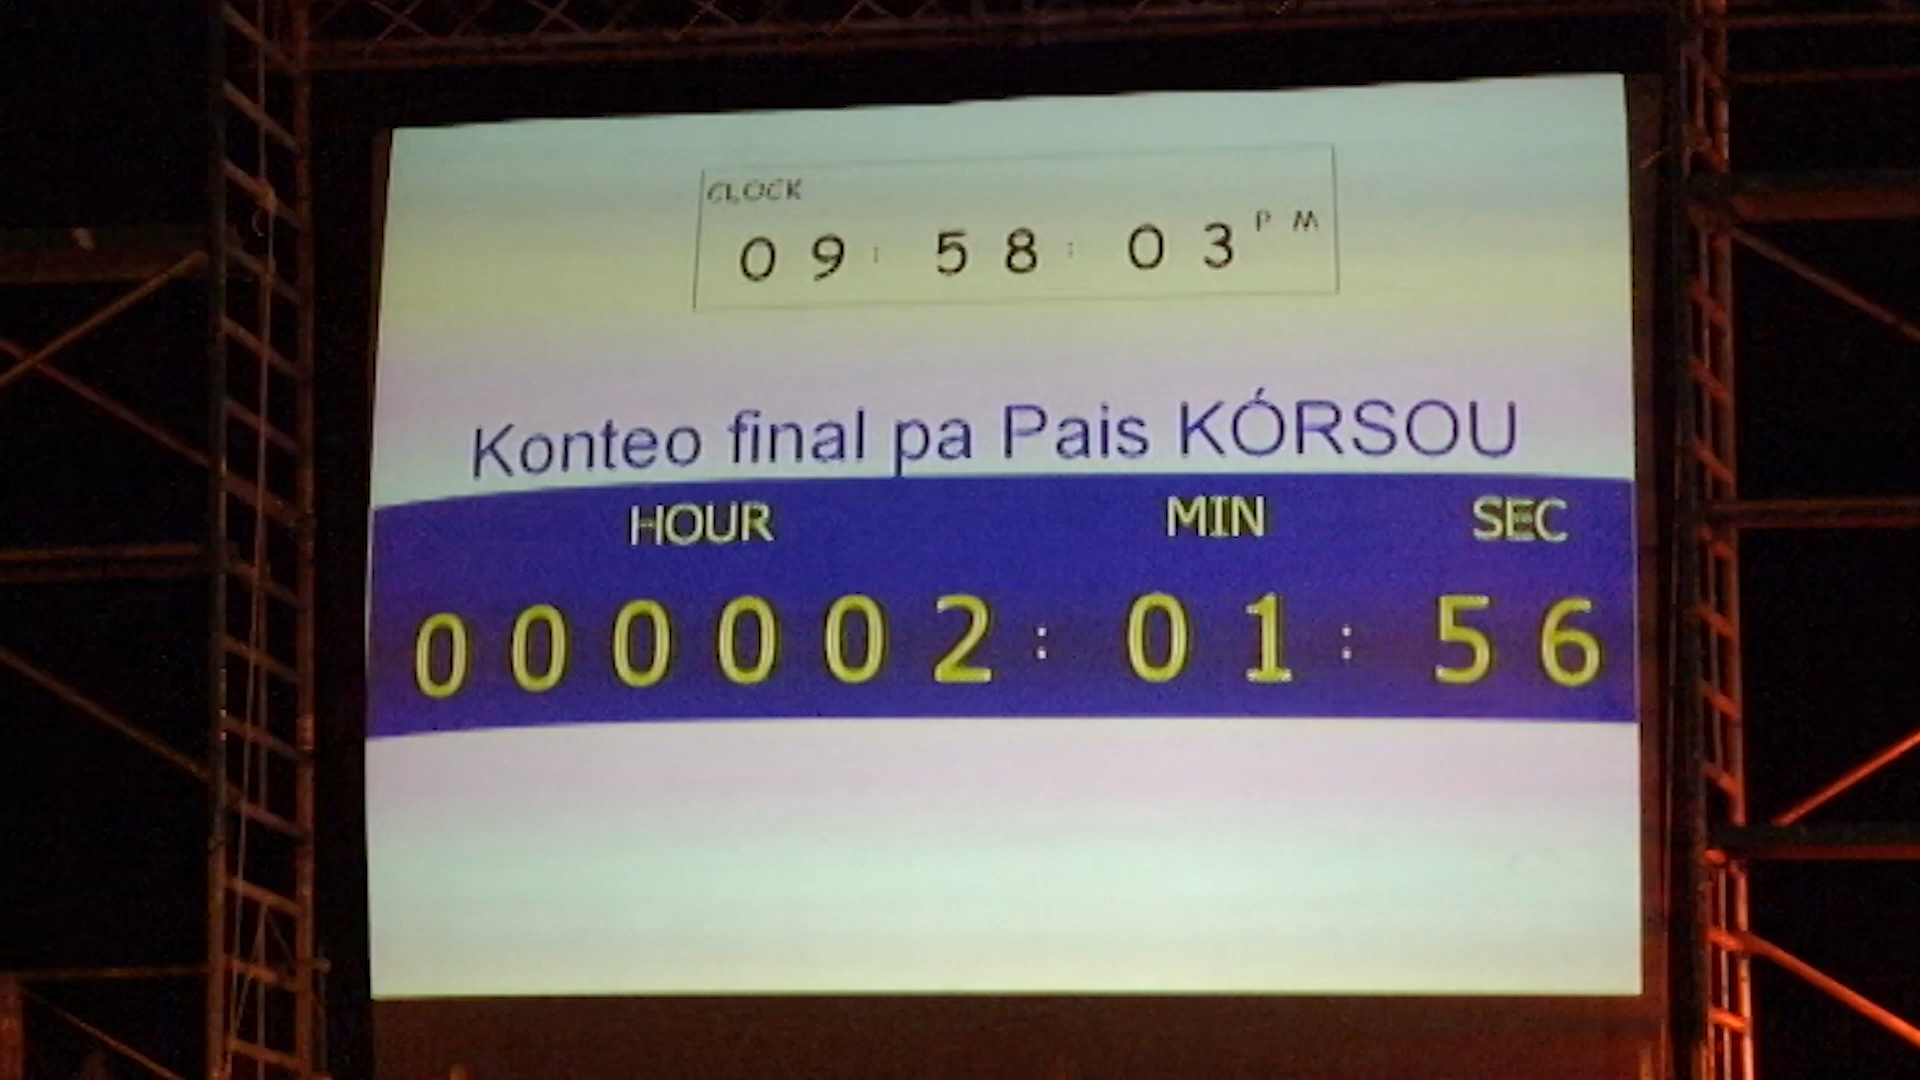 CLOCK
09:58:03 PM
Konteo final pa Pais KÓRSOU
HOUR MIN SEC
000002:01:56